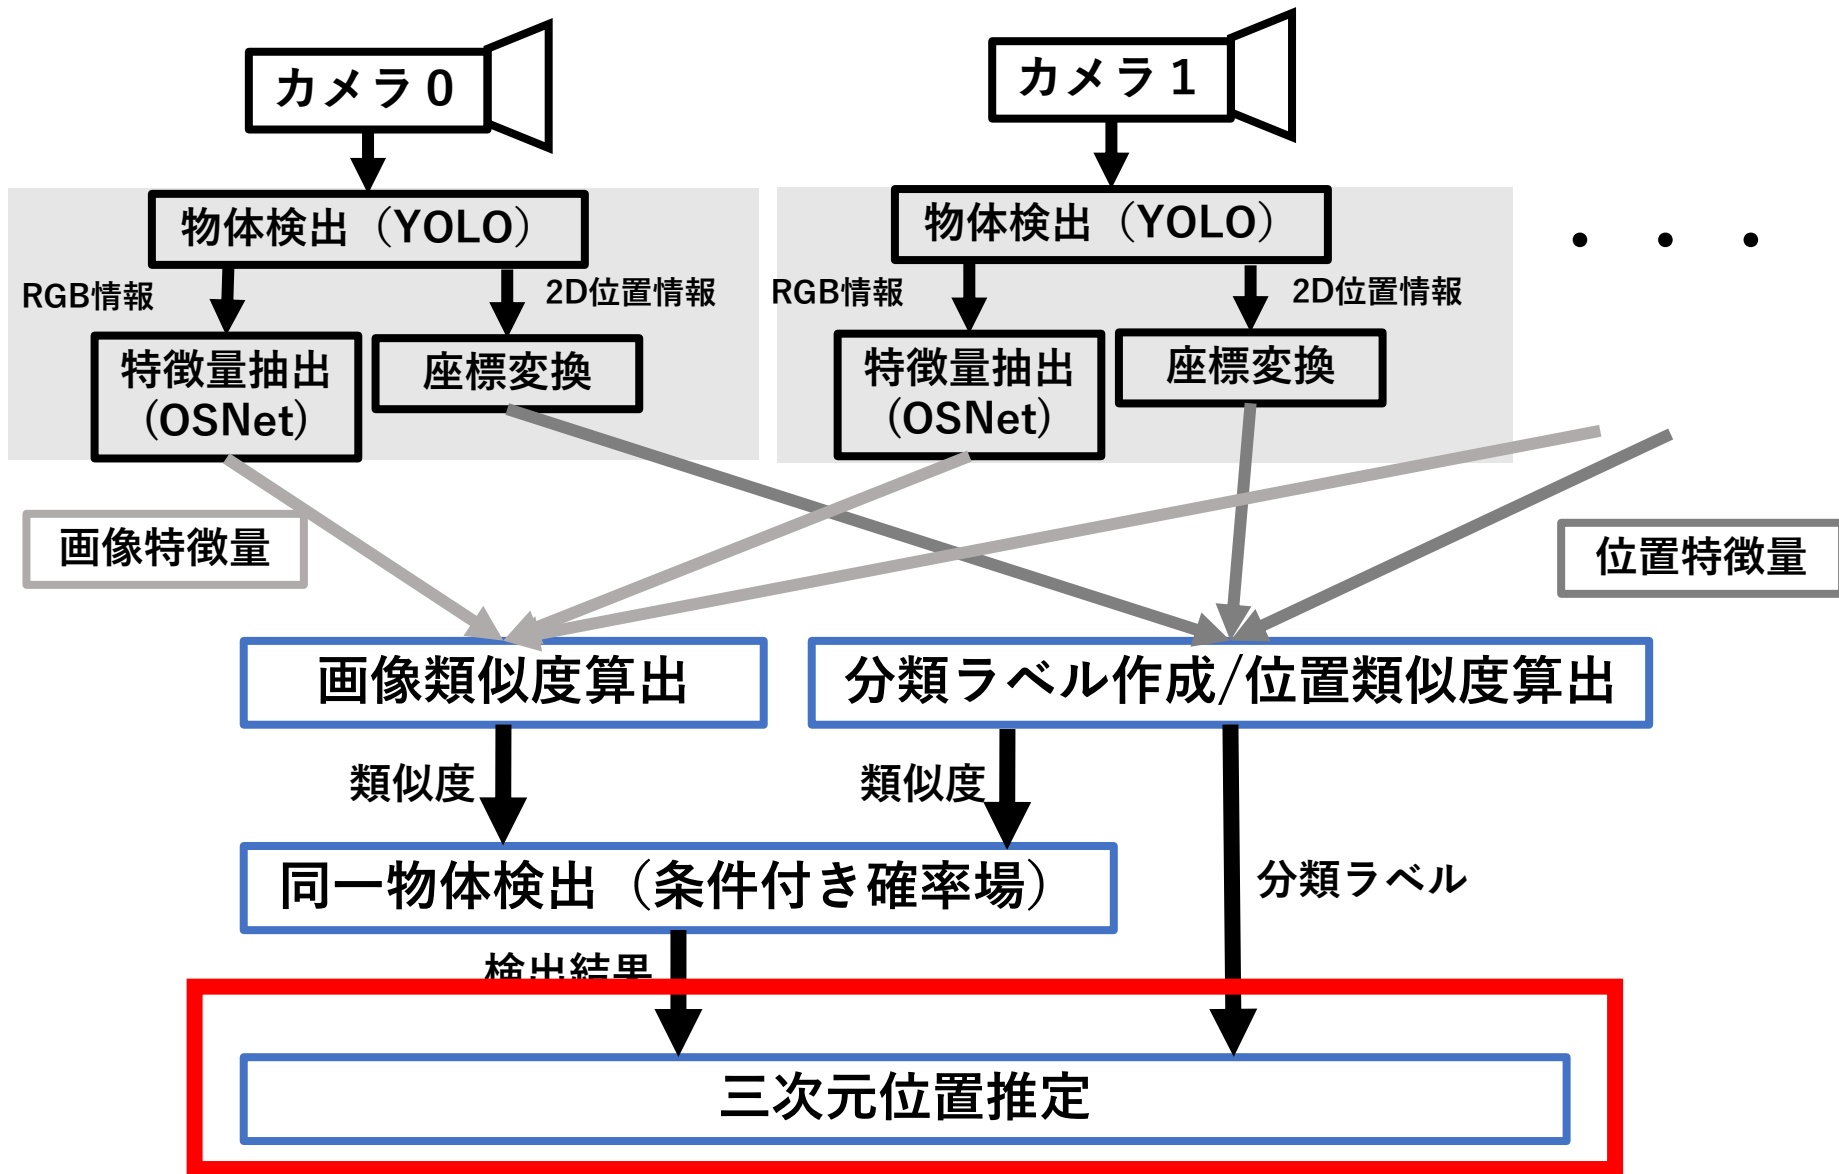 カメラ０
カメラ１
物体検出（YOLO）
物体検出（YOLO）
・・・
RGB情報
2D位置情報
RGB情報
2D位置情報
特徴量抽出
（OSNet）
座標変換
特徴量抽出
（OSNet）
座標変換
画像特徴量
位置特徴量
画像類似度算出
分類ラベル作成/位置類似度算出
類似度
類似度
同一物体検出（条件付き確率場）
分類ラベル
検出結果
三次元位置推定